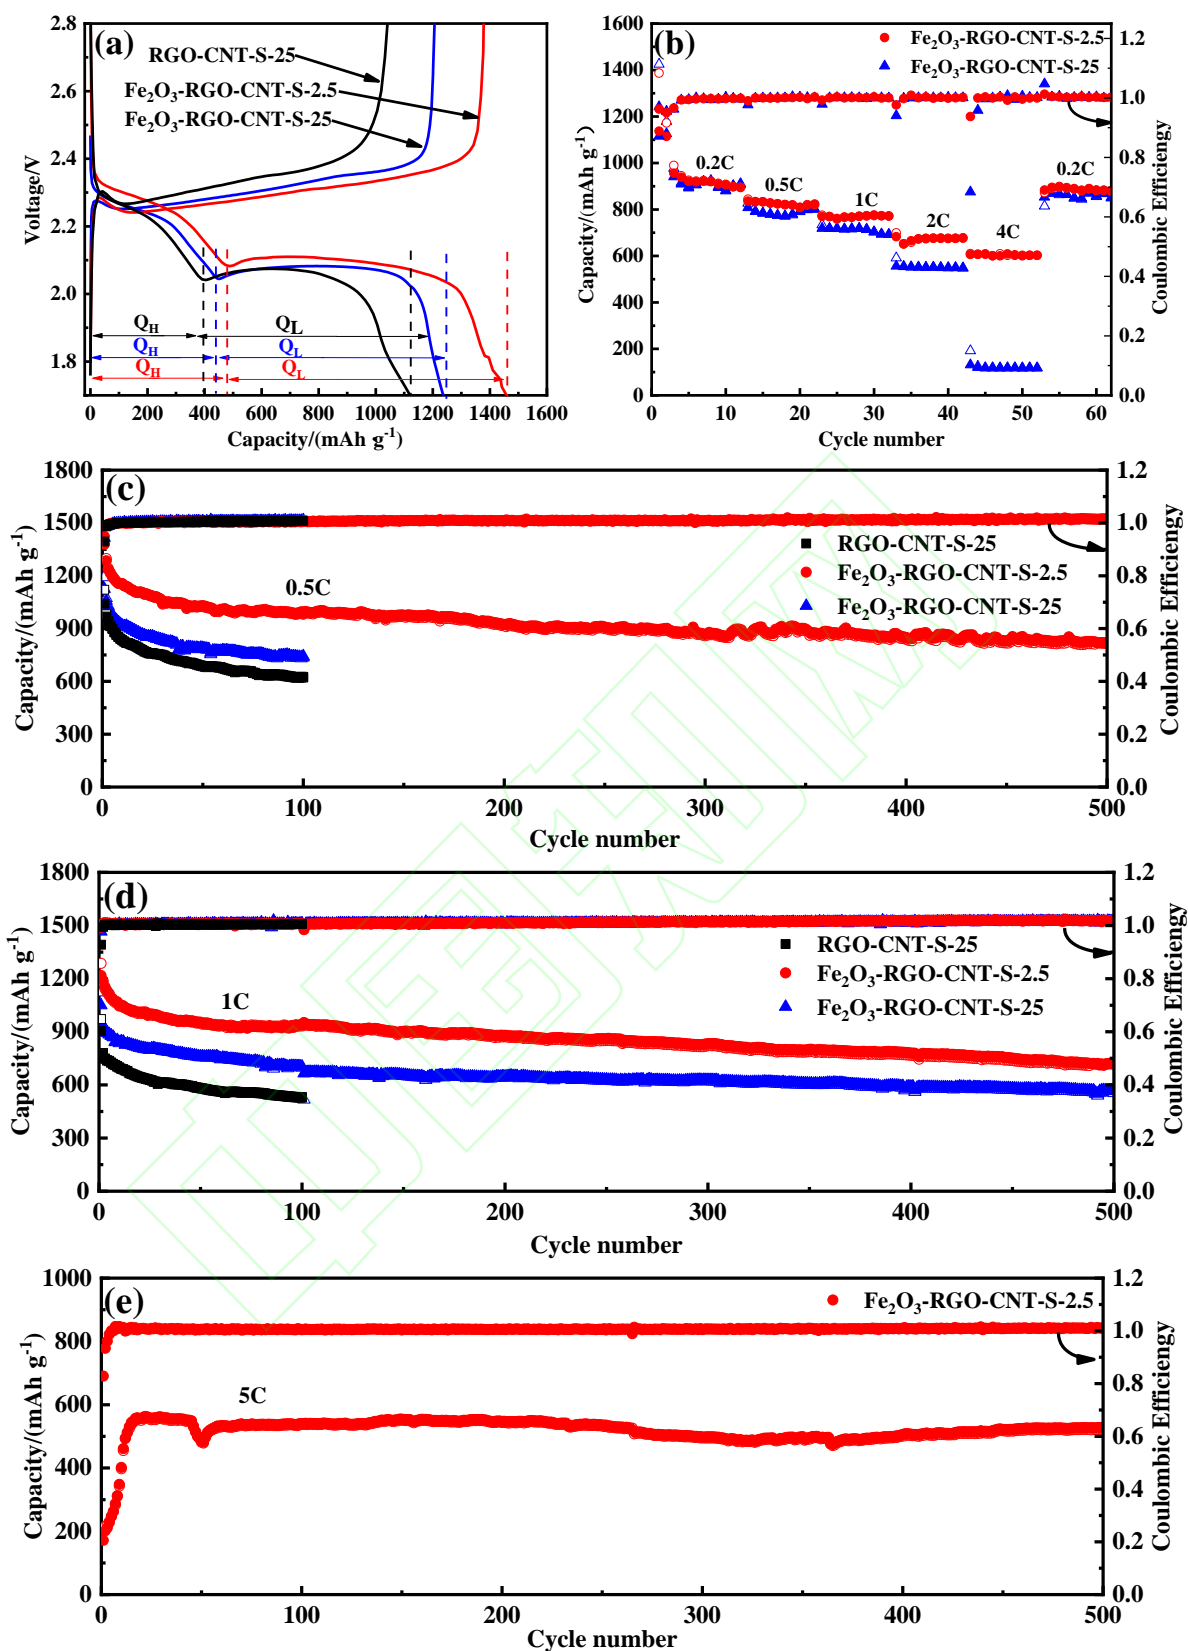 (a)
RGO-CNT-S-25
Fe₂O₃-RGO-CNT-S-2.5
Fe₂O₃-RGO-CNT-S-25
2.8
2.6
2.4
2.2
2.0
1.8
Voltage/V
Q_H
Q_L
Q_H
Q_L
Q_H
Q_L
0
200
400
600
800
1000
1200
1400
1600
Capacity/(mAh g⁻¹)
(b)
Fe₂O₃-RGO-CNT-S-2.5
Fe₂O₃-RGO-CNT-S-25
1600
1400
1200
1000
800
600
400
200
0
Capacity/(mAh g⁻¹)
0.2C
0.5C
1C
2C
4C
0.2C
1.2
1.0
0.8
0.6
0.4
0.2
0.0
Coulombic Efficiengy
0
10
20
30
40
50
60
Cycle number
(c)
1800
1500
1200
900
600
300
0
Capacity/(mAh g⁻¹)
0.5C
RGO-CNT-S-25
Fe₂O₃-RGO-CNT-S-2.5
Fe₂O₃-RGO-CNT-S-25
1.2
1.0
0.8
0.6
0.4
0.2
0.0
Coulombic Efficiengy
0
100
200
300
400
500
Cycle number
(d)
1800
1500
1200
900
600
300
0
Capacity/(mAh g⁻¹)
1C
RGO-CNT-S-25
Fe₂O₃-RGO-CNT-S-2.5
Fe₂O₃-RGO-CNT-S-25
1.2
1.0
0.8
0.6
0.4
0.2
0.0
Coulombic Efficiengy
0
100
200
300
400
500
Cycle number
(e)
Fe₂O₃-RGO-CNT-S-2.5
1000
800
600
400
200
0
Capacity/(mAh g⁻¹)
5C
1.2
1.0
0.8
0.6
0.4
0.2
0.0
Coulombic Efficiengy
0
100
200
300
400
500
Cycle number